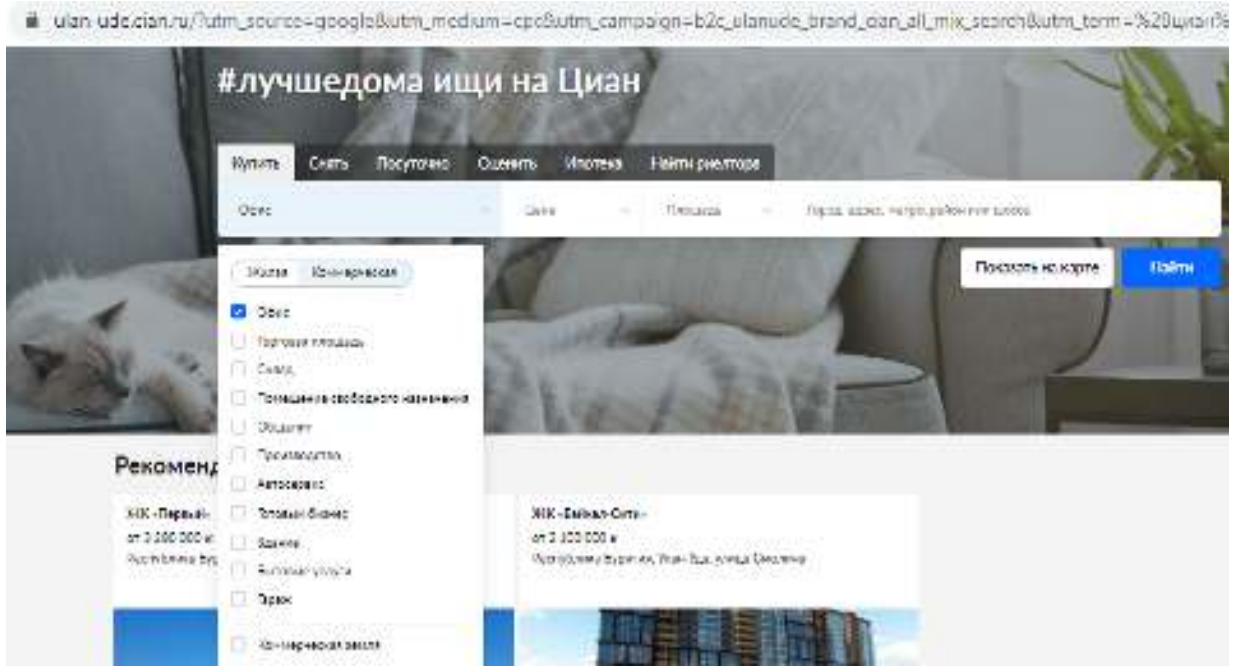 ulan-ude.cian.ru/?utm_source=google&utm_medium=cpc&utm_campaign=b2c_ulanude_brand_cian_all_mix_search&utm_term=%20циан%
#лучшедома ищи на Циан
Купить Снять Посуточно Оценить Ипотека Найти риелтора
Офис Цена Площадь Город, адрес, метро, район или шоссе
Жилая Коммерческая
Показать на карте Найти
Офис
Торговая площадь
Склад
Помещение свободного назначения
Общепит
Производство
Автосервис
Готовый бизнес
Здание
Бытовые услуги
Гараж
Коммерческая земля
Рекоменд
ЖК «Первый»
Республика Бур
ЖК «Байкал-Сити»
Республика Бурятия, Улан-Удэ, улица